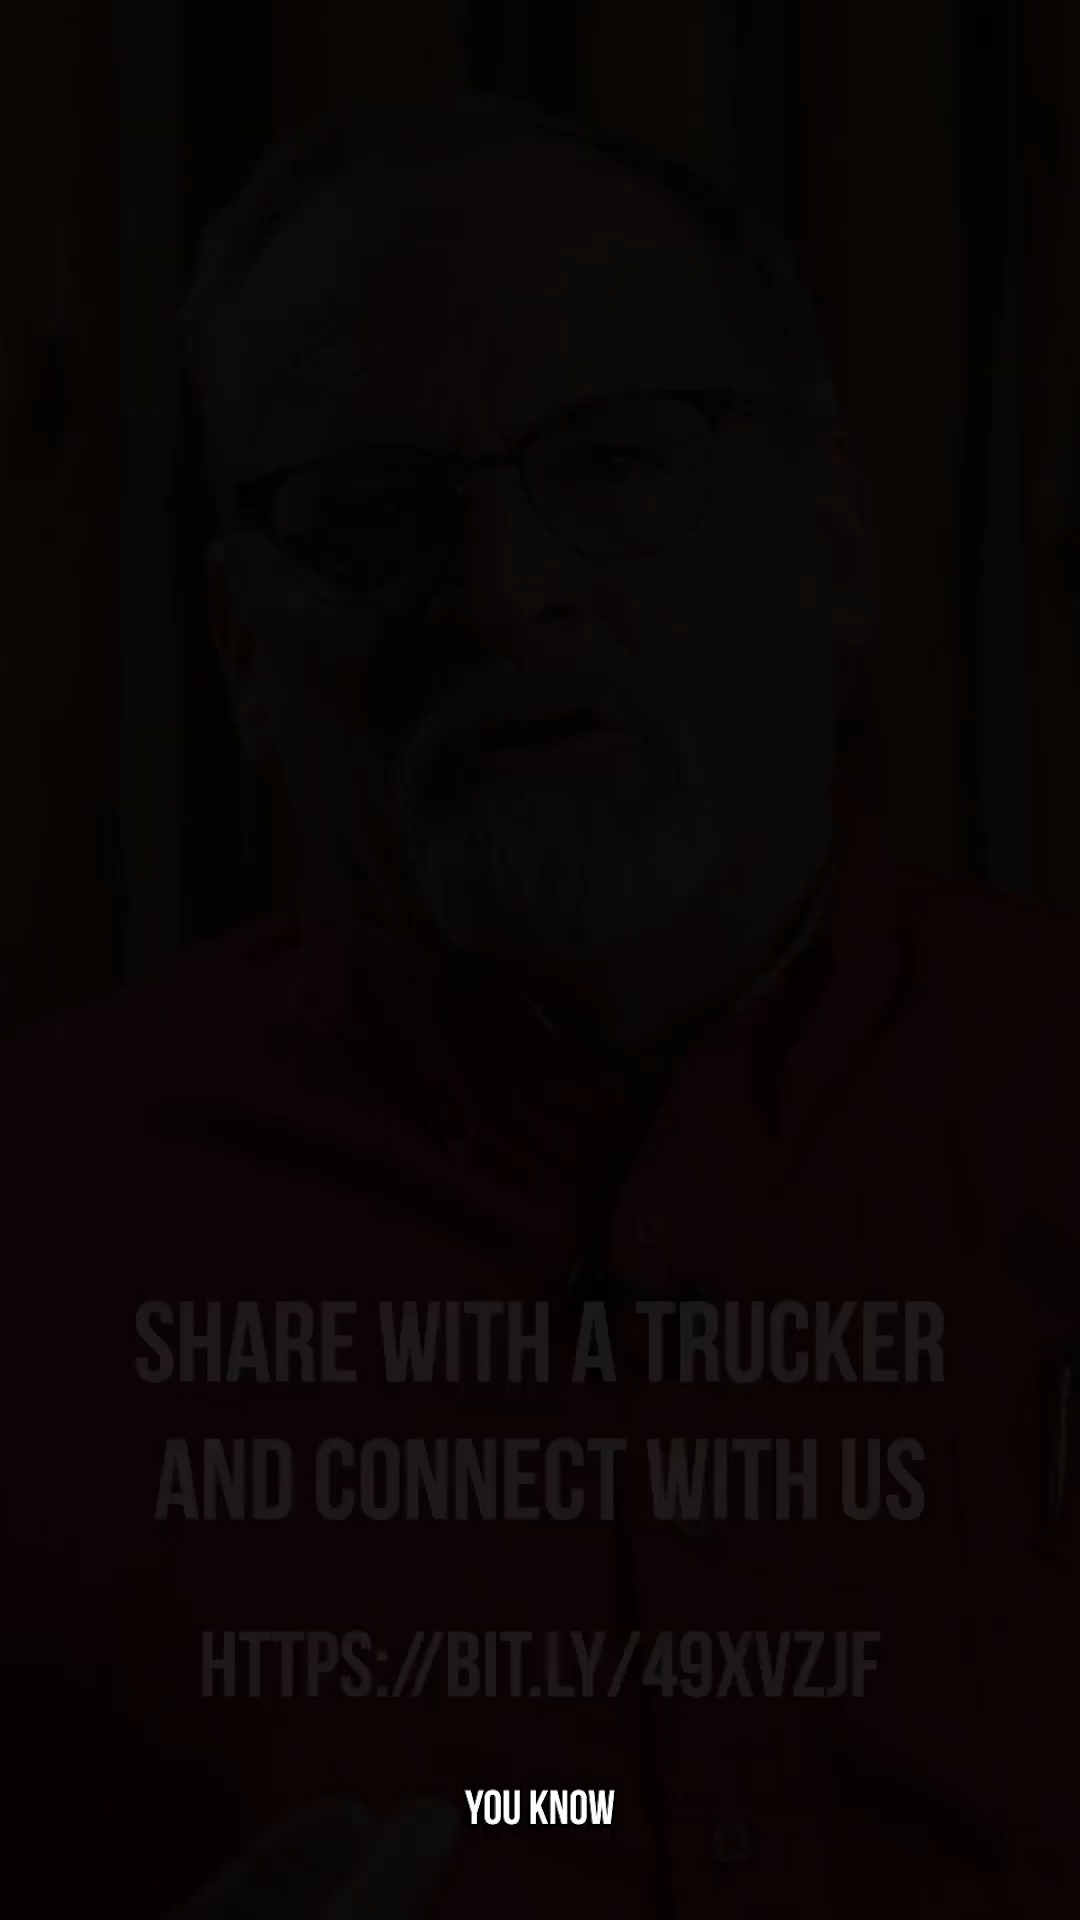 SHARE WITH A TRUCKER
AND CONNECT WITH US
HTTPS://BIT.LY/49XVZJF
YOU KNOW